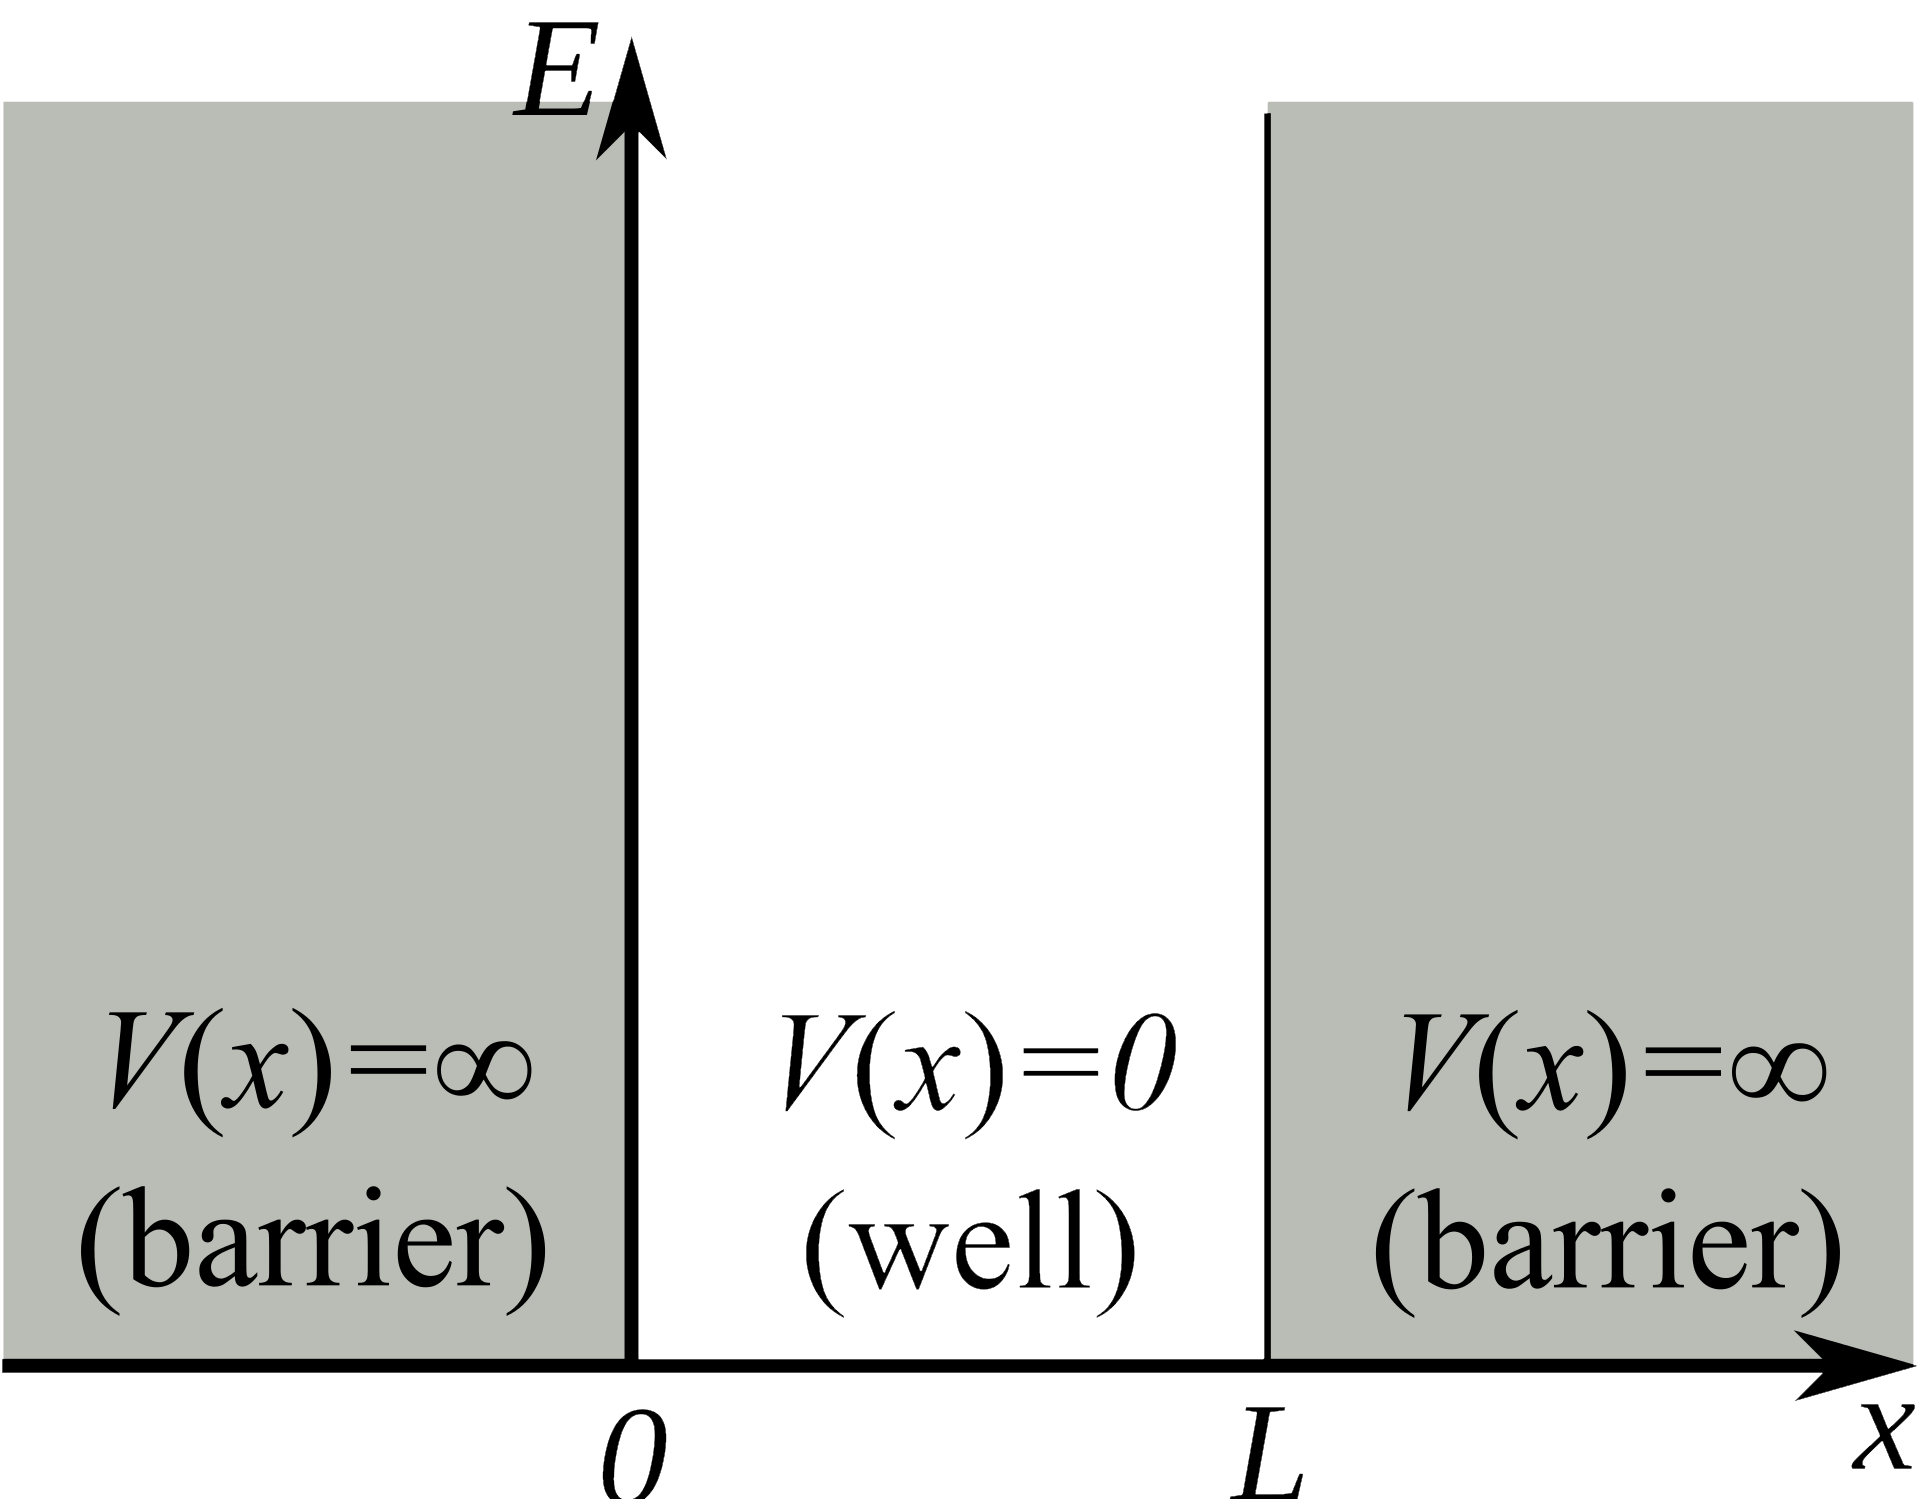 E
V(x)=∞
(barrier)
V(x)=0
(well)
V(x)=∞
(barrier)
0
L
x